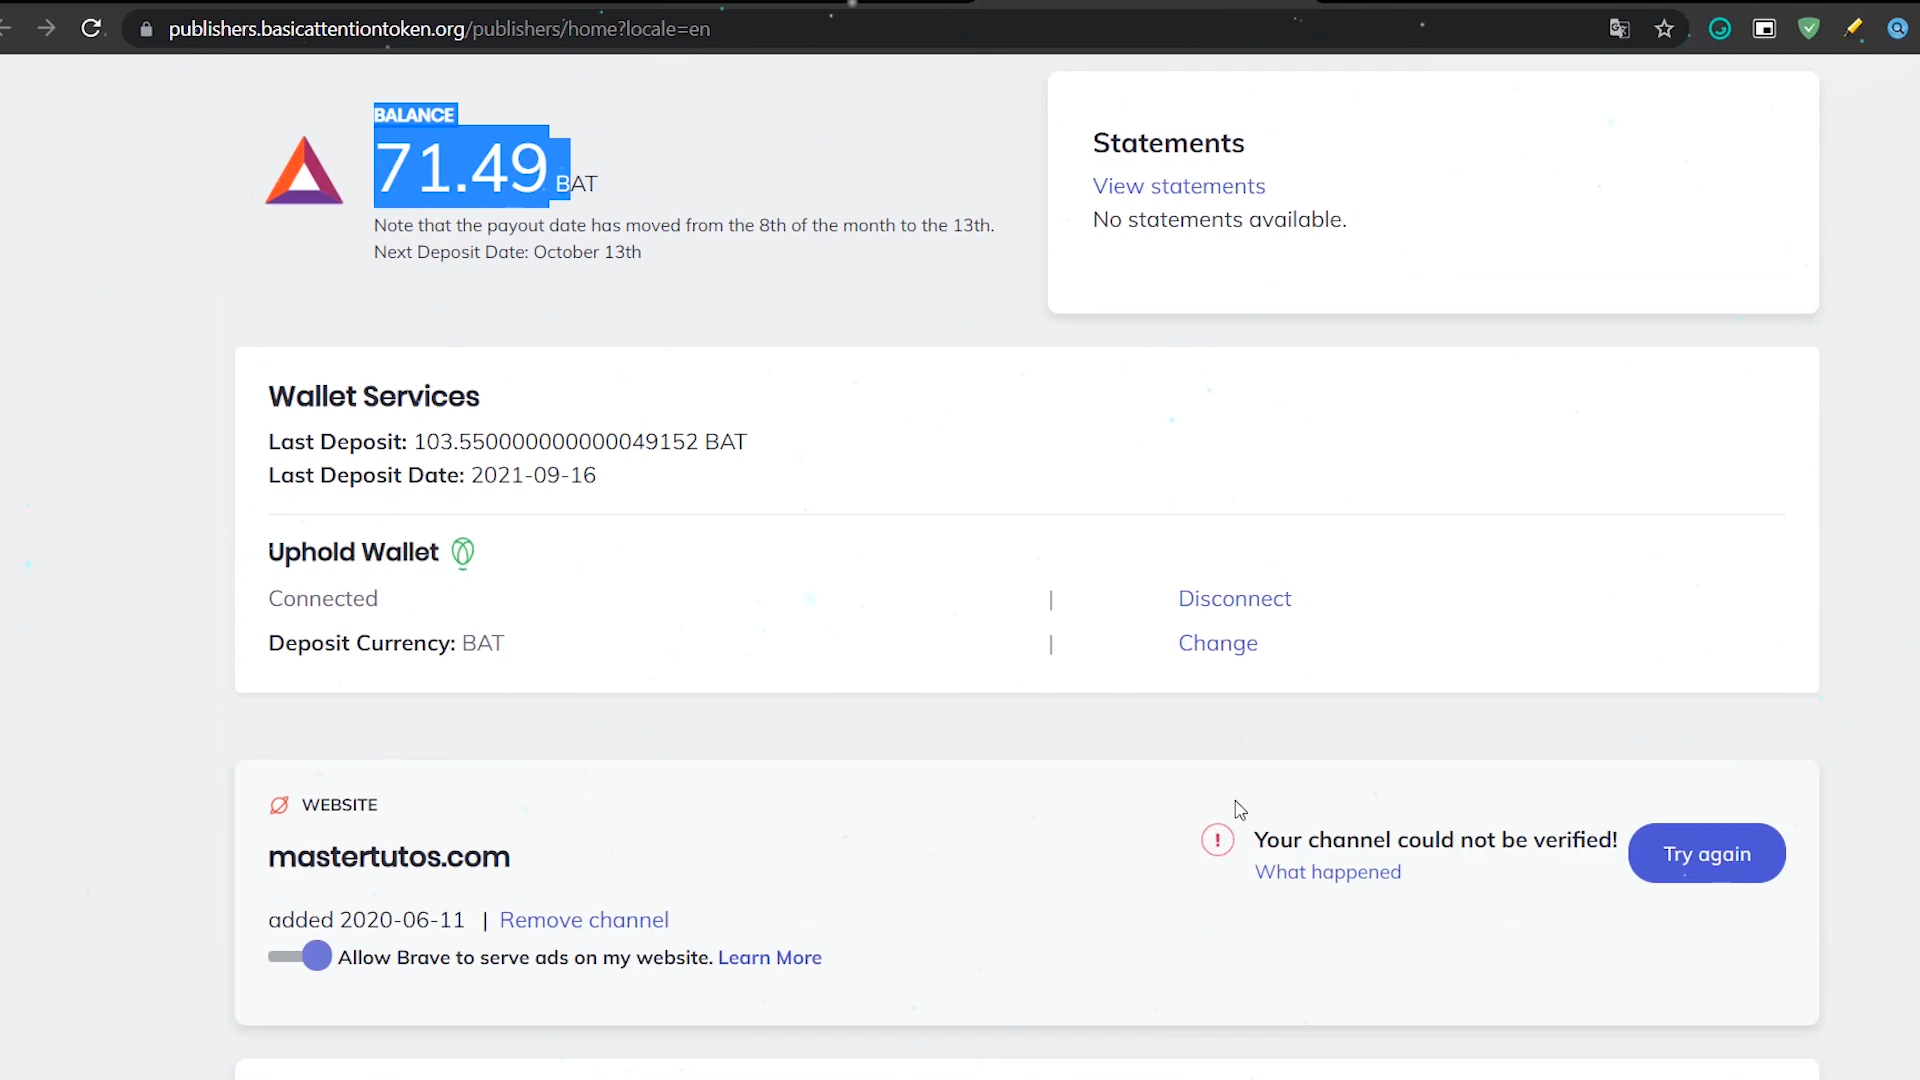 publishers.basicattentiontoken.org/publishers/home?locale=en
BALANCE
71.49 BAT
Note that the payout date has moved from the 8th of the month to the 13th.
Next Deposit Date: October 13th
Statements
View statements
No statements available.
Wallet Services
Last Deposit: 103.550000000000049152 BAT
Last Deposit Date: 2021-09-16
Uphold Wallet
Connected | Disconnect
Deposit Currency: BAT | Change
WEBSITE
mastertutos.com
Your channel could not be verified!
What happened
Try again
added 2020-06-11 | Remove channel
Allow Brave to serve ads on my website. Learn More